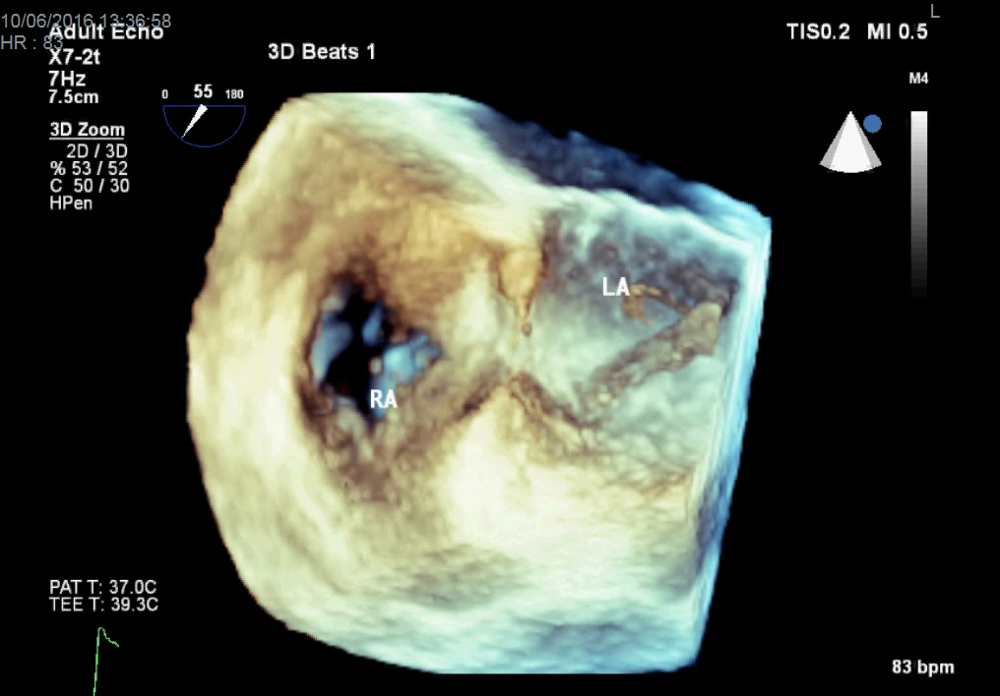 10/06/2016 13:36:58
L
HR : 83
Adult Echo
TIS0.2 MI 0.5
X7-2t
3D Beats 1
7Hz
M4
7.5cm
0 55 180
3D Zoom
2D / 3D
% 53 / 52
C 50 / 30
HPen
LA
RA
PAT T: 37.0C
TEE T: 39.3C
83 bpm